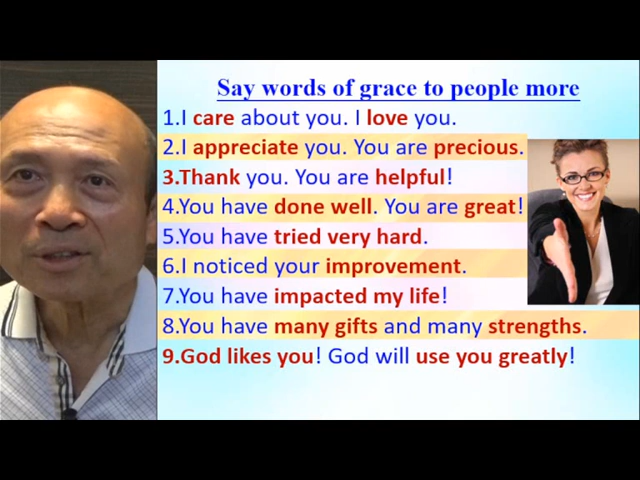 Say words of grace to people more
1.I care about you. I love you.
2.I appreciate you. You are precious.
3.Thank you. You are helpful!
4.You have done well. You are great!
5.You have tried very hard.
6.I noticed your improvement.
7.You have impacted my life!
8.You have many gifts and many strengths.
9.God likes you! God will use you greatly!